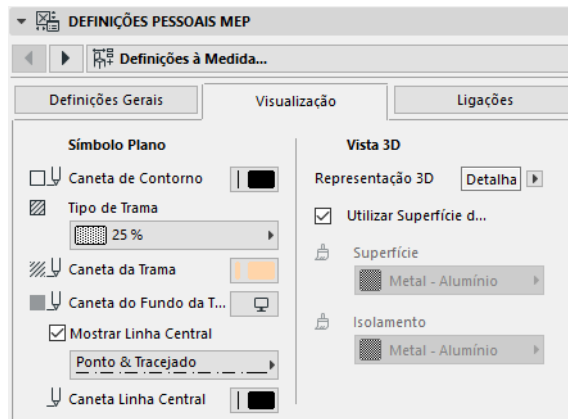 DEFINIÇÕES PESSOAIS MEP
Definições à Medida...
Definições Gerais
Visualização
Ligações
Símbolo Plano
Caneta de Contorno
Tipo de Trama
25 %
Caneta da Trama
Caneta do Fundo da T...
Mostrar Linha Central
Ponto & Tracejado
Caneta Linha Central
Vista 3D
Representação 3D
Detalha
Utilizar Superfície d...
Superfície
Metal - Alumínio
Isolamento
Metal - Alumínio